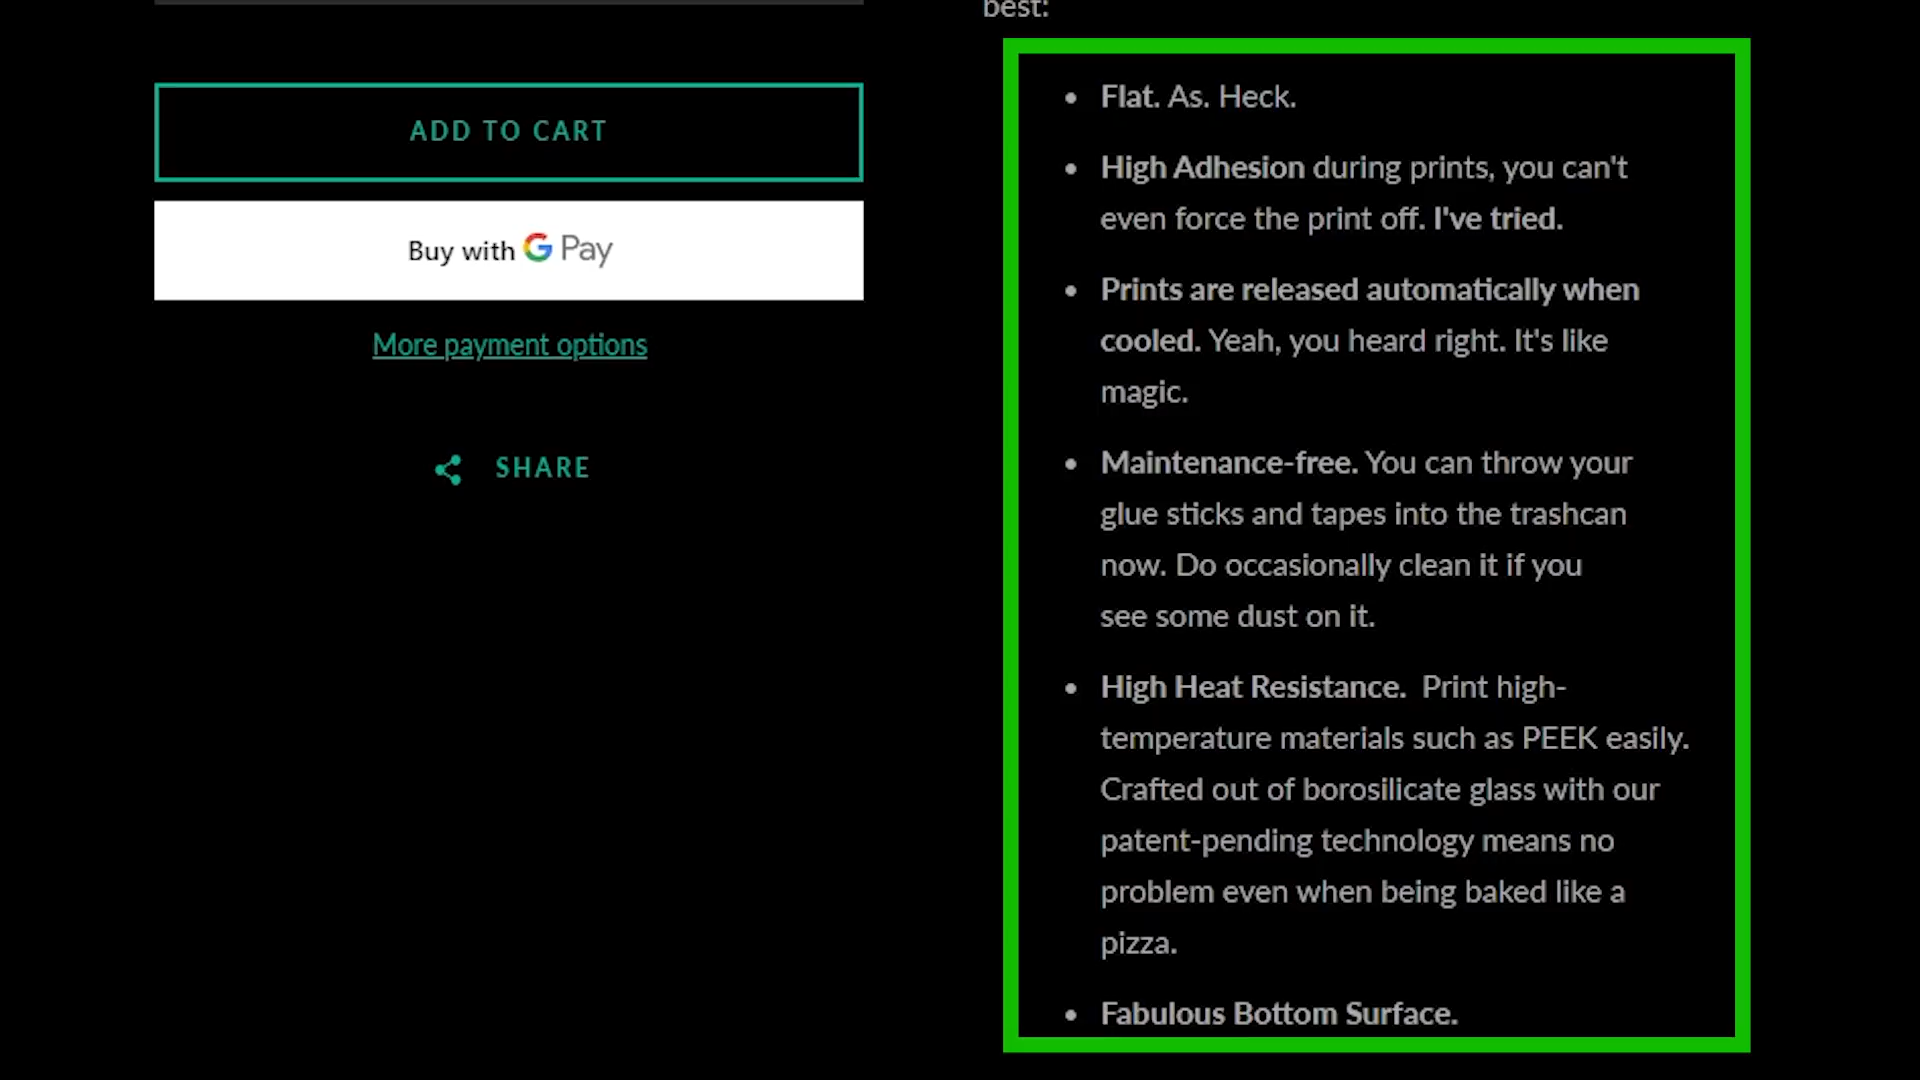 best:
ADD TO CART
Buy with G Pay
More payment options
SHARE
• Flat. As. Heck.
• High Adhesion during prints, you can't
even force the print off. I've tried.
• Prints are released automatically when
cooled. Yeah, you heard right. It's like
magic.
• Maintenance-free. You can throw your
glue sticks and tapes into the trashcan
now. Do occasionally clean it if you
see some dust on it.
• High Heat Resistance.  Print high-
temperature materials such as PEEK easily.
Crafted out of borosilicate glass with our
patent-pending technology means no
problem even when being baked like a
pizza.
• Fabulous Bottom Surface.